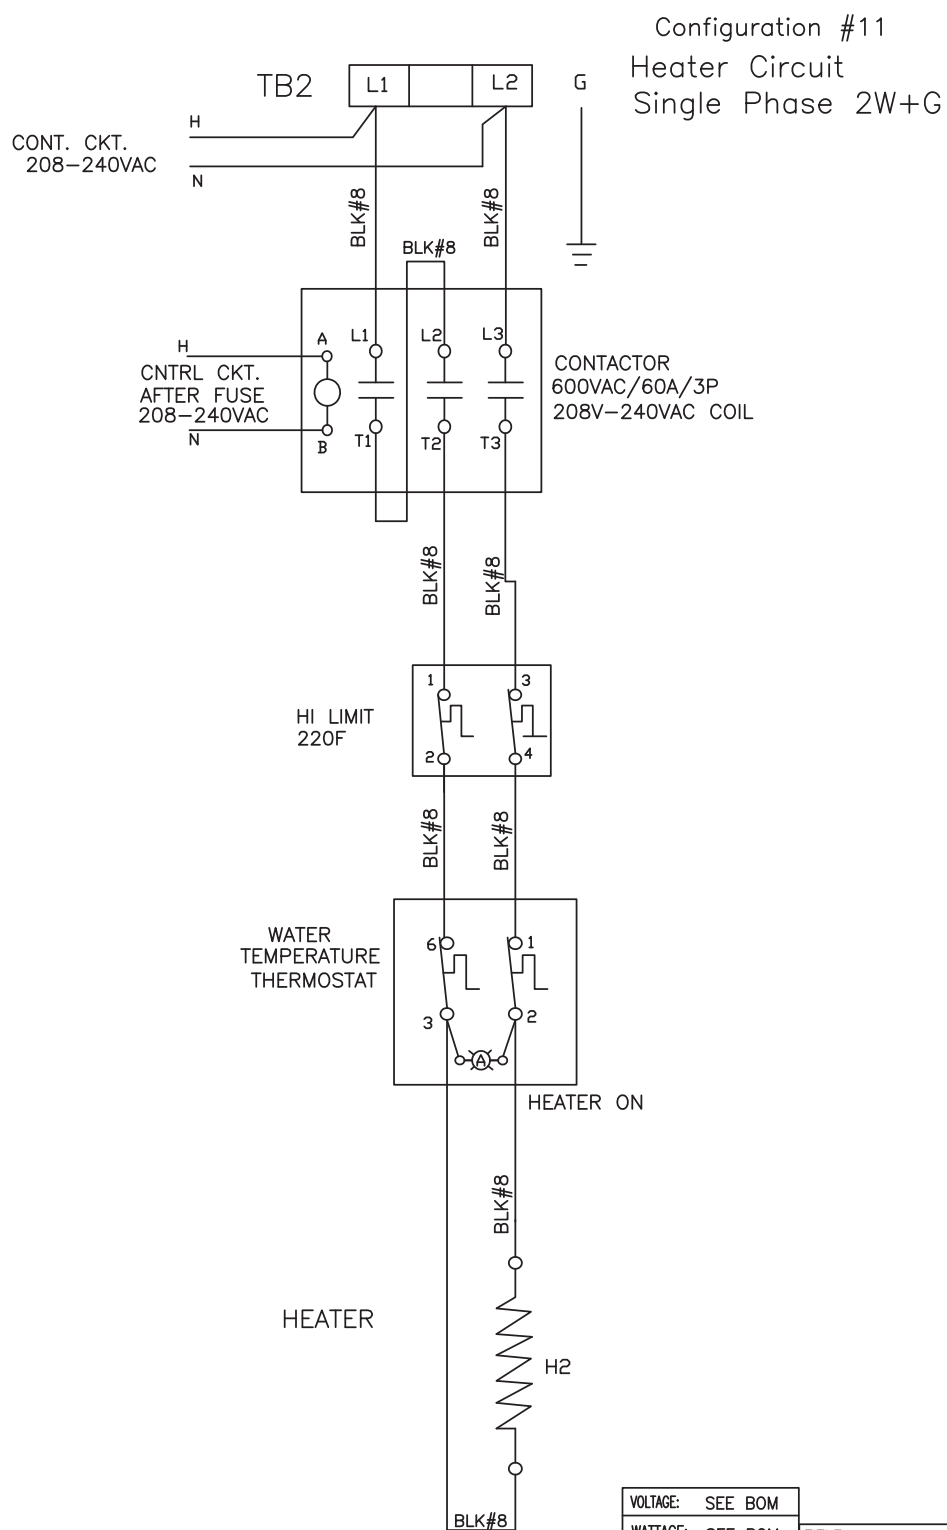 Configuration #11
Heater Circuit
Single Phase 2W+G
TB2
L1
L2
G
H
CONT. CKT.
208-240VAC
N
BLK#8
BLK#8
BLK#8
H
A
L1
L2
L3
CNTRL CKT.
AFTER FUSE
208-240VAC
N
B
T1
T2
T3
CONTACTOR
600VAC/60A/3P
208V-240VAC COIL
BLK#8
BLK#8
1
3
HI LIMIT
220F
2
4
BLK#8
BLK#8
WATER
TEMPERATURE
THERMOSTAT
6
1
3
2
A
HEATER ON
BLK#8
HEATER
H2
BLK#8
VOLTAGE: SEE BOM
WATTAGE: SEE BOM